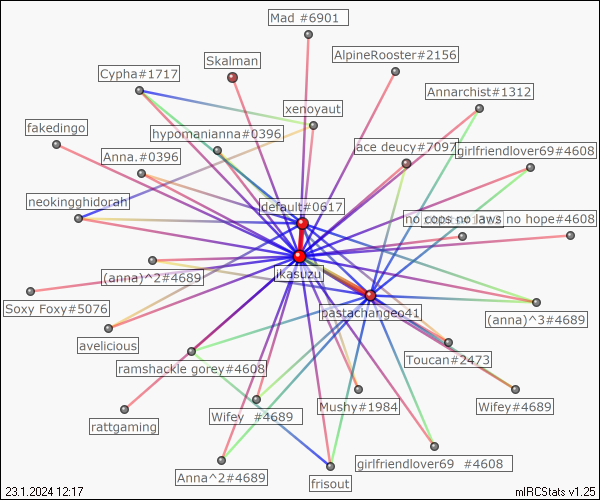 Mad #6901
AlpineRooster#2156
Skalman
Cypha#1717
Annarchist#1312
xenoyaut
fakedingo
hypomanianna#0396
ace deucy#7097
girlfriendlover69#4608
Anna.#0396
neokingghidorah
default#0617
no cops no laws no hope#4608
jkasuzu
(anna)^2#4689
Soxy Foxy#5076
pastachangeo41
(anna)^3#4689
avelicious
Toucan#2473
ramshackle gorey#4608
Mushy#1984
Wifey#4689
Wifey #4689
rattgaming
girlfriendlover69 #4608
Anna^2#4689
frisout
23.1.2024 12:17
mIRCStats v1.25